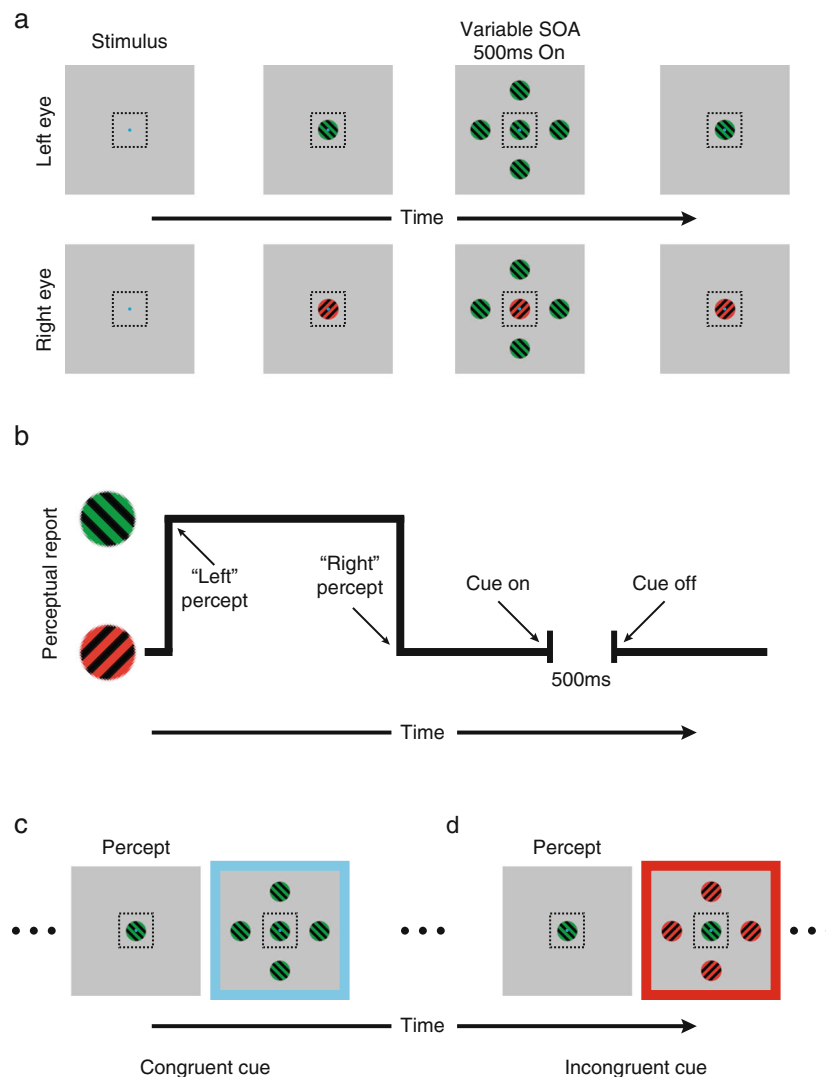 a
Stimulus
Variable SOA
500ms On
Left eye
Time
Right eye
b
Perceptual report
“Left”
percept
“Right”
percept
Cue on
Cue off
500ms
Time
c
d
Percept
Percept
Time
Congruent cue
Incongruent cue